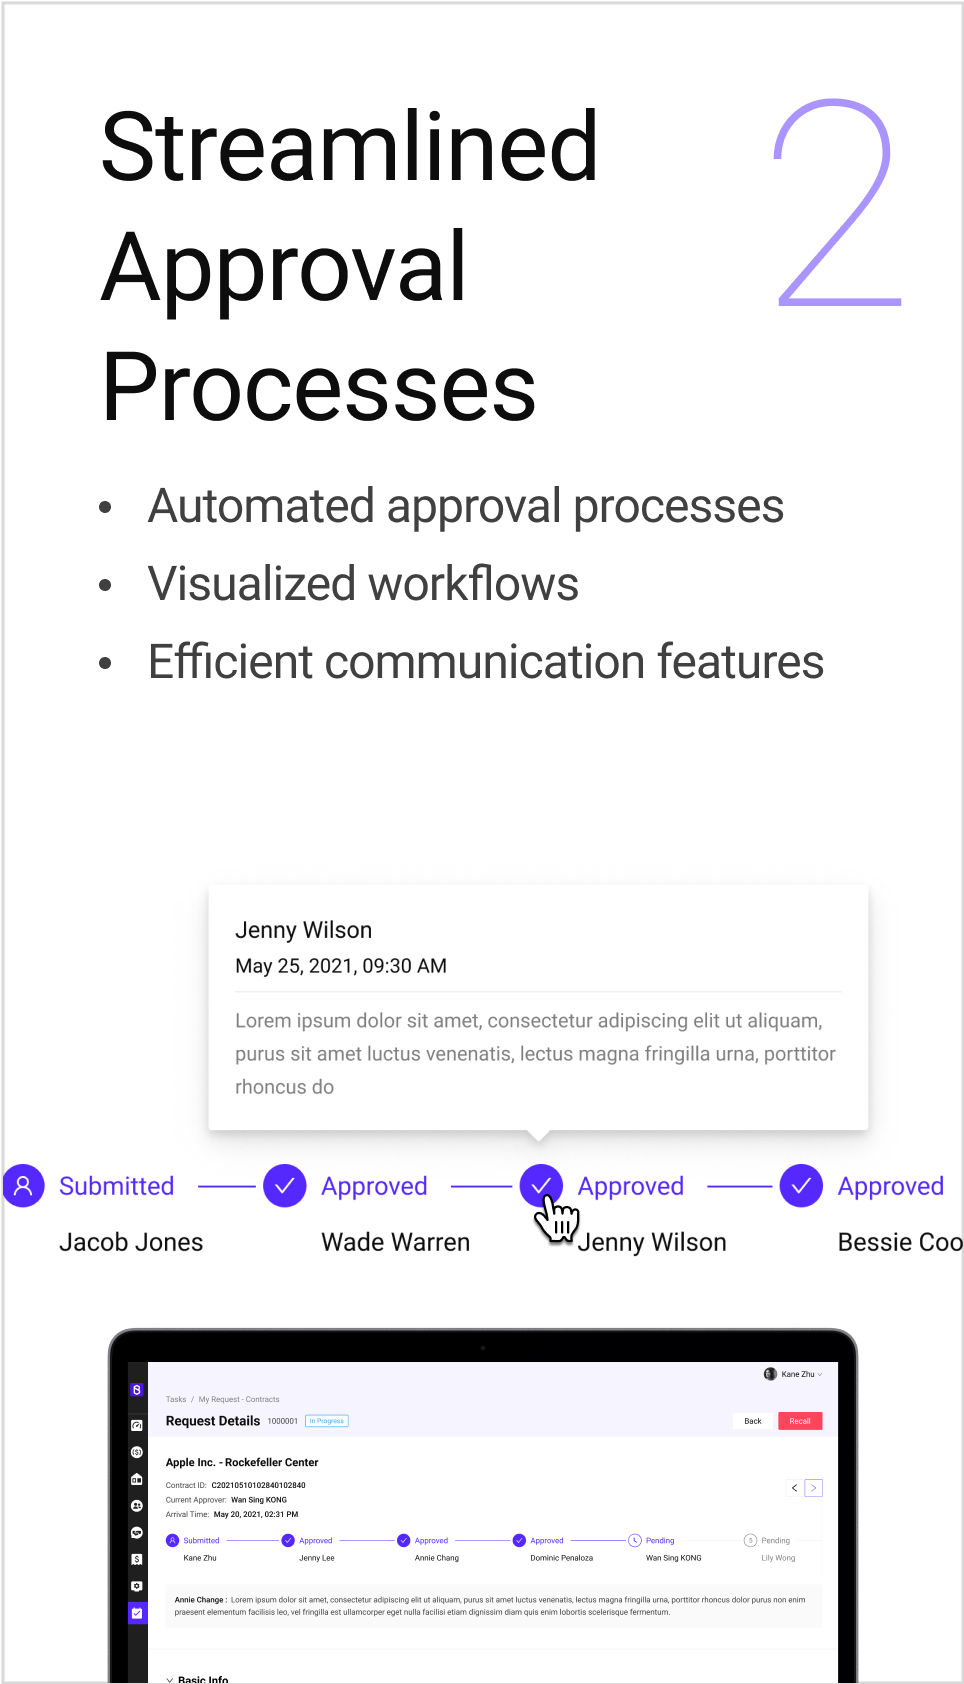 Streamlined
Approval
Processes
2
• Automated approval processes
• Visualized workflows
• Efficient communication features
Jenny Wilson
May 25, 2021, 09:30 AM
Lorem ipsum dolor sit amet, consectetur adipiscing elit ut aliquam,
purus sit amet luctus venenatis, lectus magna fringilla urna, porttitor
rhoncus do
Submitted Approved Approved Approved
Jacob Jones Wade Warren Jenny Wilson Bessie Coo
Kane Zhu
Tasks / My Request - Contracts
Request Details 1000001 In Progress Back Recall
Apple Inc. - Rockefeller Center
Contract ID: C20210510102840102840
Current Approver: Wan Sing KONG
Arrival Time: May 20, 2021, 02:31 PM
Submitted Approved Approved Approved Pending 5 Pending
Kane Zhu Jenny Lee Annie Chang Dominic Penaloza Wan Sing KONG Lily Wong
Annie Change : Lorem ipsum dolor sit amet, consectetur adipiscing elit ut aliquam, purus sit amet luctus venenatis, lectus magna fringilla urna, porttitor rhoncus dolor purus non enim
praesent elementum facilisis leo, vel fringilla est ullamcorper eget nulla facilisi etiam dignissim diam quis enim lobortis scelerisque fermentum.
Basic Info